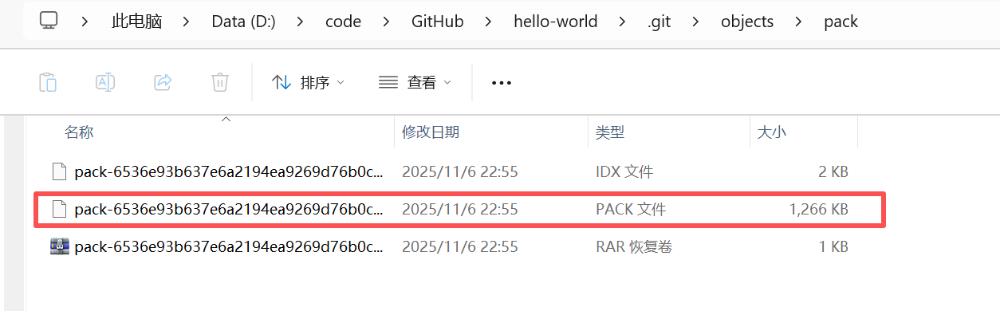 此电脑 > Data (D:) > code > GitHub > hello-world > .git > objects > pack
排序 查看 ...
名称 修改日期 类型 大小
pack-6536e93b637e6a2194ea9269d76b0c... 2025/11/6 22:55 IDX 文件 2 KB
pack-6536e93b637e6a2194ea9269d76b0c... 2025/11/6 22:55 PACK 文件 1,266 KB
pack-6536e93b637e6a2194ea9269d76b0c... 2025/11/6 22:55 RAR 恢复卷 1 KB